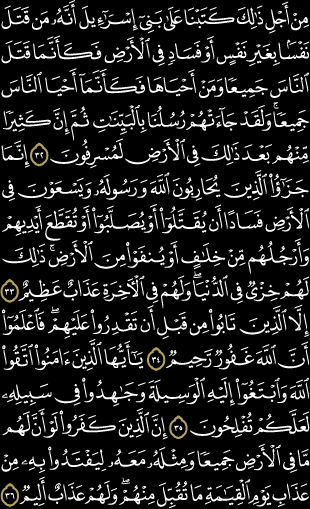 مِنْ أَجْلِ ذَٰلِكَ كَتَبْنَا عَلَىٰ بَنِىٓ إِسْرَٰٓءِيلَ أَنَّهُۥ مَن قَتَلَ
نَفْسًۢا بِغَيْرِ نَفْسٍ أَوْ فَسَادٍ فِى ٱلْأَرْضِ فَكَأَنَّمَا قَتَلَ
ٱلنَّاسَ جَمِيعًا وَمَنْ أَحْيَاهَا فَكَأَنَّمَآ أَحْيَا ٱلنَّاسَ
جَمِيعًا ۚ وَلَقَدْ جَآءَتْهُمْ رُسُلُنَا بِٱلْبَيِّنَٰتِ ثُمَّ إِنَّ كَثِيرًا
مِّنْهُم بَعْدَ ذَٰلِكَ فِى ٱلْأَرْضِ لَمُسْرِفُونَ ٣٢ إِنَّمَا
جَزَٰٓؤُا۟ ٱلَّذِينَ يُحَارِبُونَ ٱللَّهَ وَرَسُولَهُۥ وَيَسْعَوْنَ فِى
ٱلْأَرْضِ فَسَادًا أَن يُقَتَّلُوٓا۟ أَوْ يُصَلَّبُوٓا۟ أَوْ تُقَطَّعَ أَيْدِيهِمْ
وَأَرْجُلُهُم مِّنْ خِلَٰفٍ أَوْ يُنفَوْا۟ مِنَ ٱلْأَرْضِ ۚ ذَٰلِكَ
لَهُمْ خِزْىٌ فِى ٱلدُّنْيَا ۖ وَلَهُمْ فِى ٱلْـَٔاخِرَةِ عَذَابٌ عَظِيمٌ ٣٣
إِلَّا ٱلَّذِينَ تَابُوا۟ مِن قَبْلِ أَن تَقْدِرُوا۟ عَلَيْهِمْ ۖ فَٱعْلَمُوٓا۟
أَنَّ ٱللَّهَ غَفُورٌ رَّحِيمٌ ٣٤ يَٰٓأَيُّهَا ٱلَّذِينَ ءَامَنُوا۟ ٱتَّقُوا۟
ٱللَّهَ وَٱبْتَغُوٓا۟ إِلَيْهِ ٱلْوَسِيلَةَ وَجَٰهِدُوا۟ فِى سَبِيلِهِۦ
لَعَلَّكُمْ تُفْلِحُونَ ٣٥ إِنَّ ٱلَّذِينَ كَفَرُوا۟ لَوْ أَنَّ لَهُم
مَّا فِى ٱلْأَرْضِ جَمِيعًا وَمِثْلَهُۥ مَعَهُۥ لِيَفْتَدُوا۟ بِهِۦ مِنْ
عَذَابِ يَوْمِ ٱلْقِيَٰمَةِ مَا تُقُبِّلَ مِنْهُمْ ۖ وَلَهُمْ عَذَابٌ أَلِيمٌ ٣٦